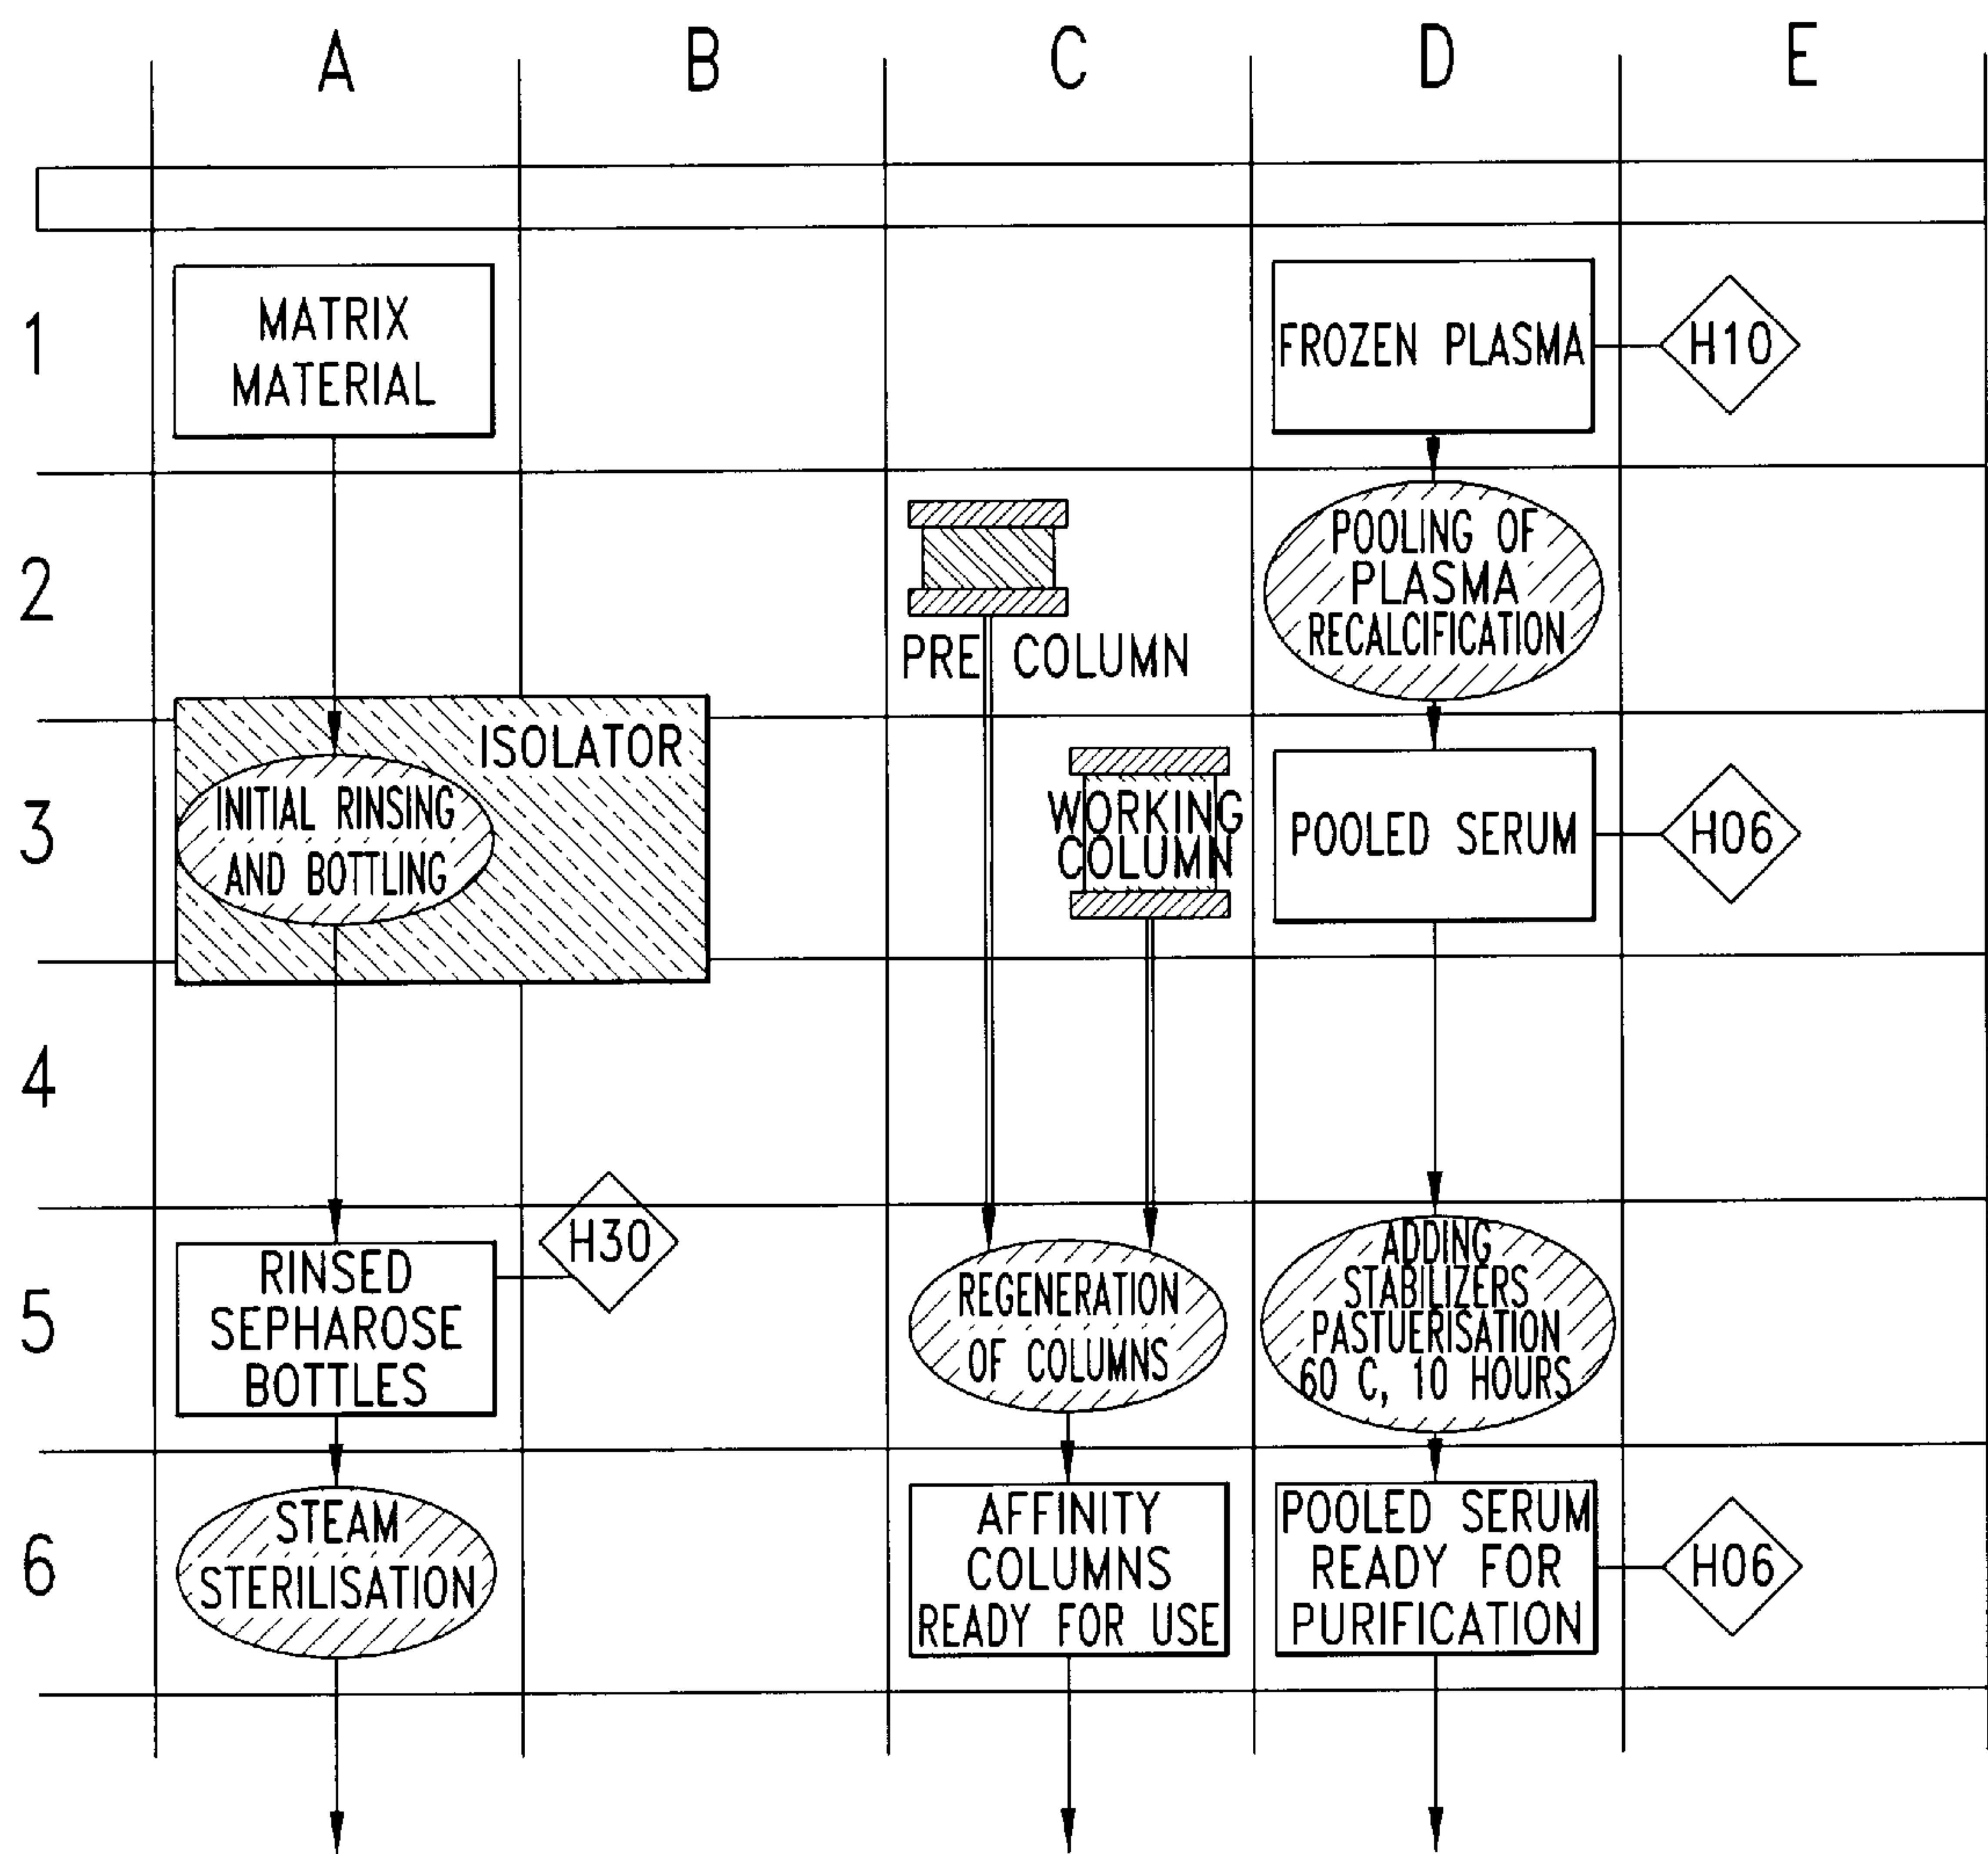 A B C D E
1
MATRIX
MATERIAL
FROZEN PLASMA
H10
2
PRE COLUMN
POOLING OF
PLASMA
RECALCIFICATION
3
ISOLATOR
INITIAL RINSING
AND BOTTLING
WORKING
COLUMN
POOLED SERUM
H06
4
5
RINSED
SEPHAROSE
BOTTLES
H30
REGENERATION
OF COLUMNS
ADDING
STABILIZERS
PASTUERISATION
60 C, 10 HOURS
6
STEAM
STERILISATION
AFFINITY
COLUMNS
READY FOR USE
POOLED SERUM
READY FOR
PURIFICATION
H06